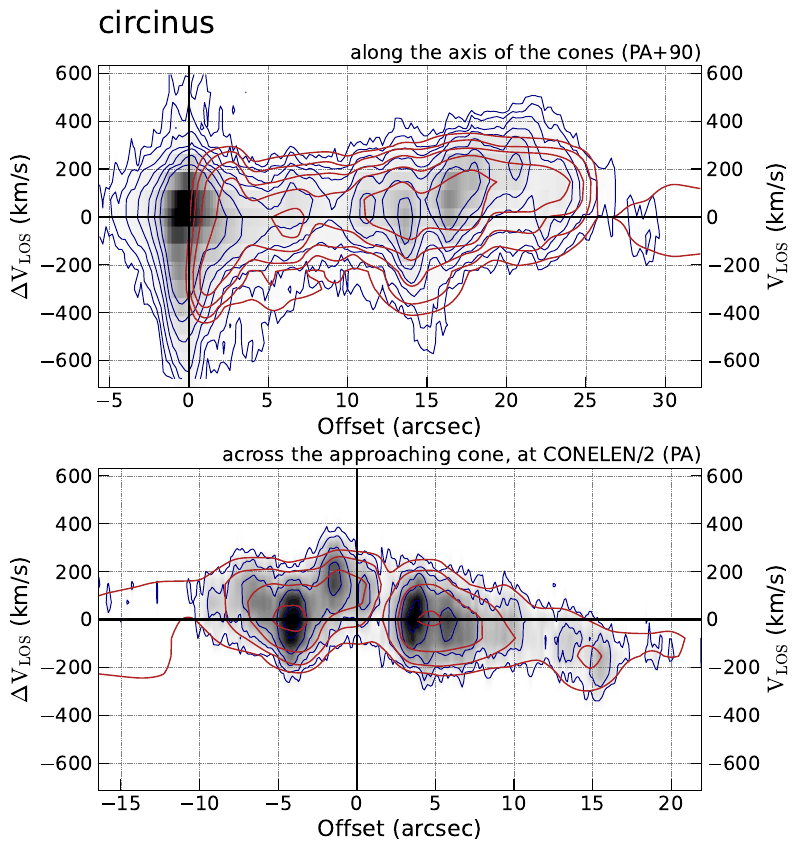 circinus
along the axis of the cones (PA+90)
600 600
400 400
200 200
0 0
−200 −200
−400 −400
−600 −600
ΔV_LOS (km/s)
V_LOS (km/s)
−5 0 5 10 15 20 25 30
Offset (arcsec)
across the approaching cone, at CONELEN/2 (PA)
600 600
400 400
200 200
0 0
−200 −200
−400 −400
−600 −600
ΔV_LOS (km/s)
V_LOS (km/s)
−15 −10 −5 0 5 10 15 20
Offset (arcsec)